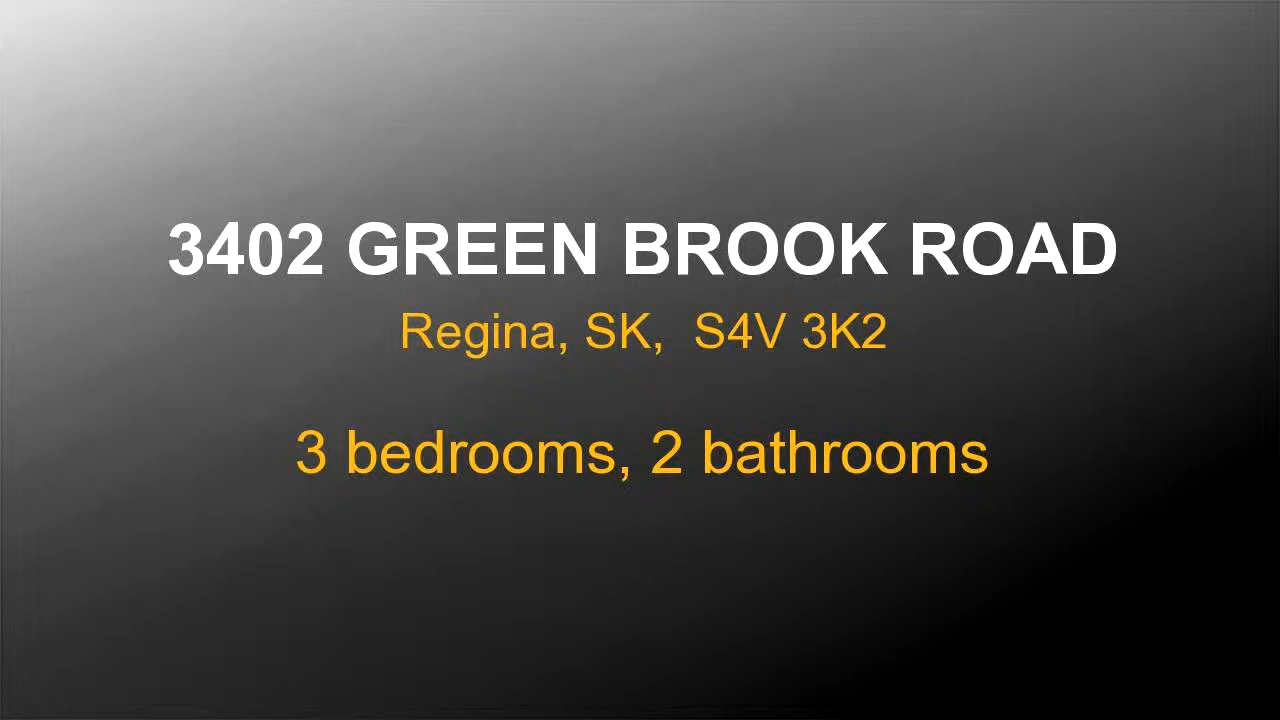 3402 GREEN BROOK ROAD
Regina, SK,  S4V 3K2
3 bedrooms, 2 bathrooms